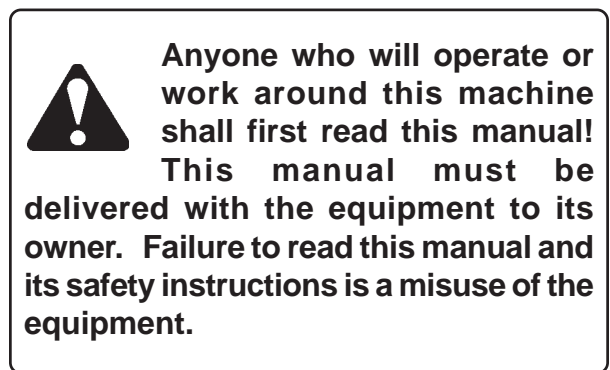 Anyone who will operate or
work around this machine
shall first read this manual!
This manual must be
delivered with the equipment to its
owner. Failure to read this manual and
its safety instructions is a misuse of the
equipment.